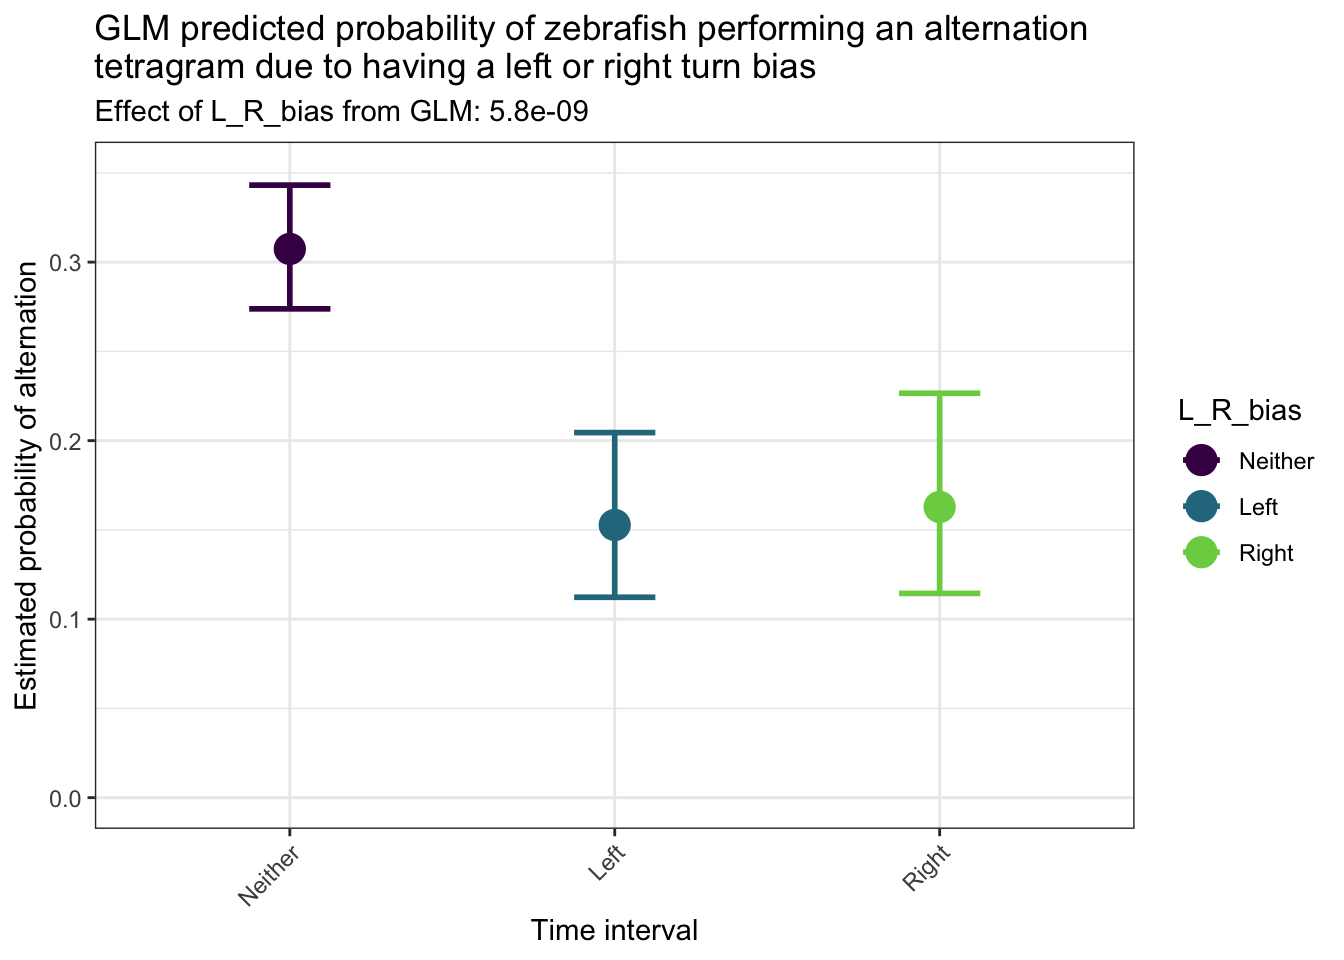 GLM predicted probability of zebrafish performing an alternation
tetragram due to having a left or right turn bias
Effect of L_R_bias from GLM: 5.8e-09
Estimated probability of alternation
0.3
0.2
0.1
0.0
Neither
Left
Right
Time interval
L_R_bias
Neither
Left
Right